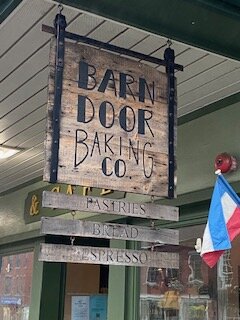 BARN
DOOR
BAKING
CO.
PASTRIES
BREAD
ESPRESSO